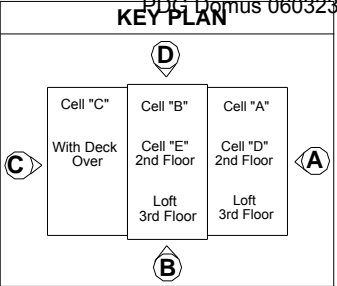 PDG Domus 060323
KEY PLAN
D
Cell "C"
With Deck
Over
Cell "B"
Cell "E"
2nd Floor
Loft
3rd Floor
Cell "A"
Cell "D"
2nd Floor
Loft
3rd Floor
C
A
B